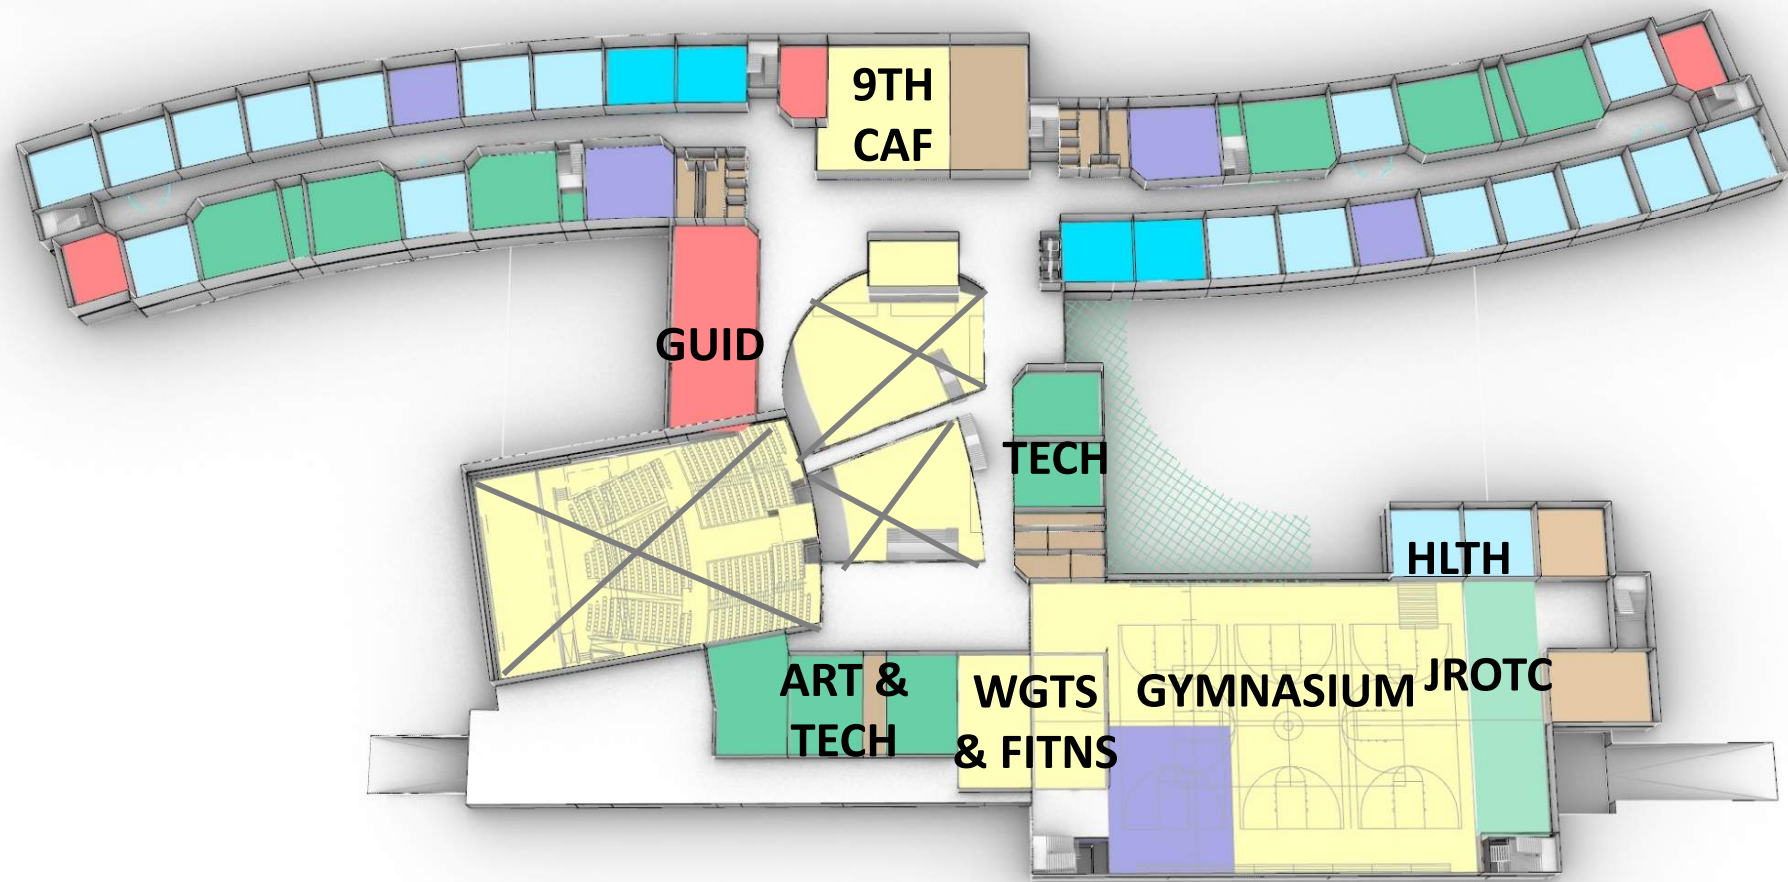 9TH
CAF
GUID
TECH
HLTH
ART &
TECH
WGTS
& FITNS
GYMNASIUM
JROTC